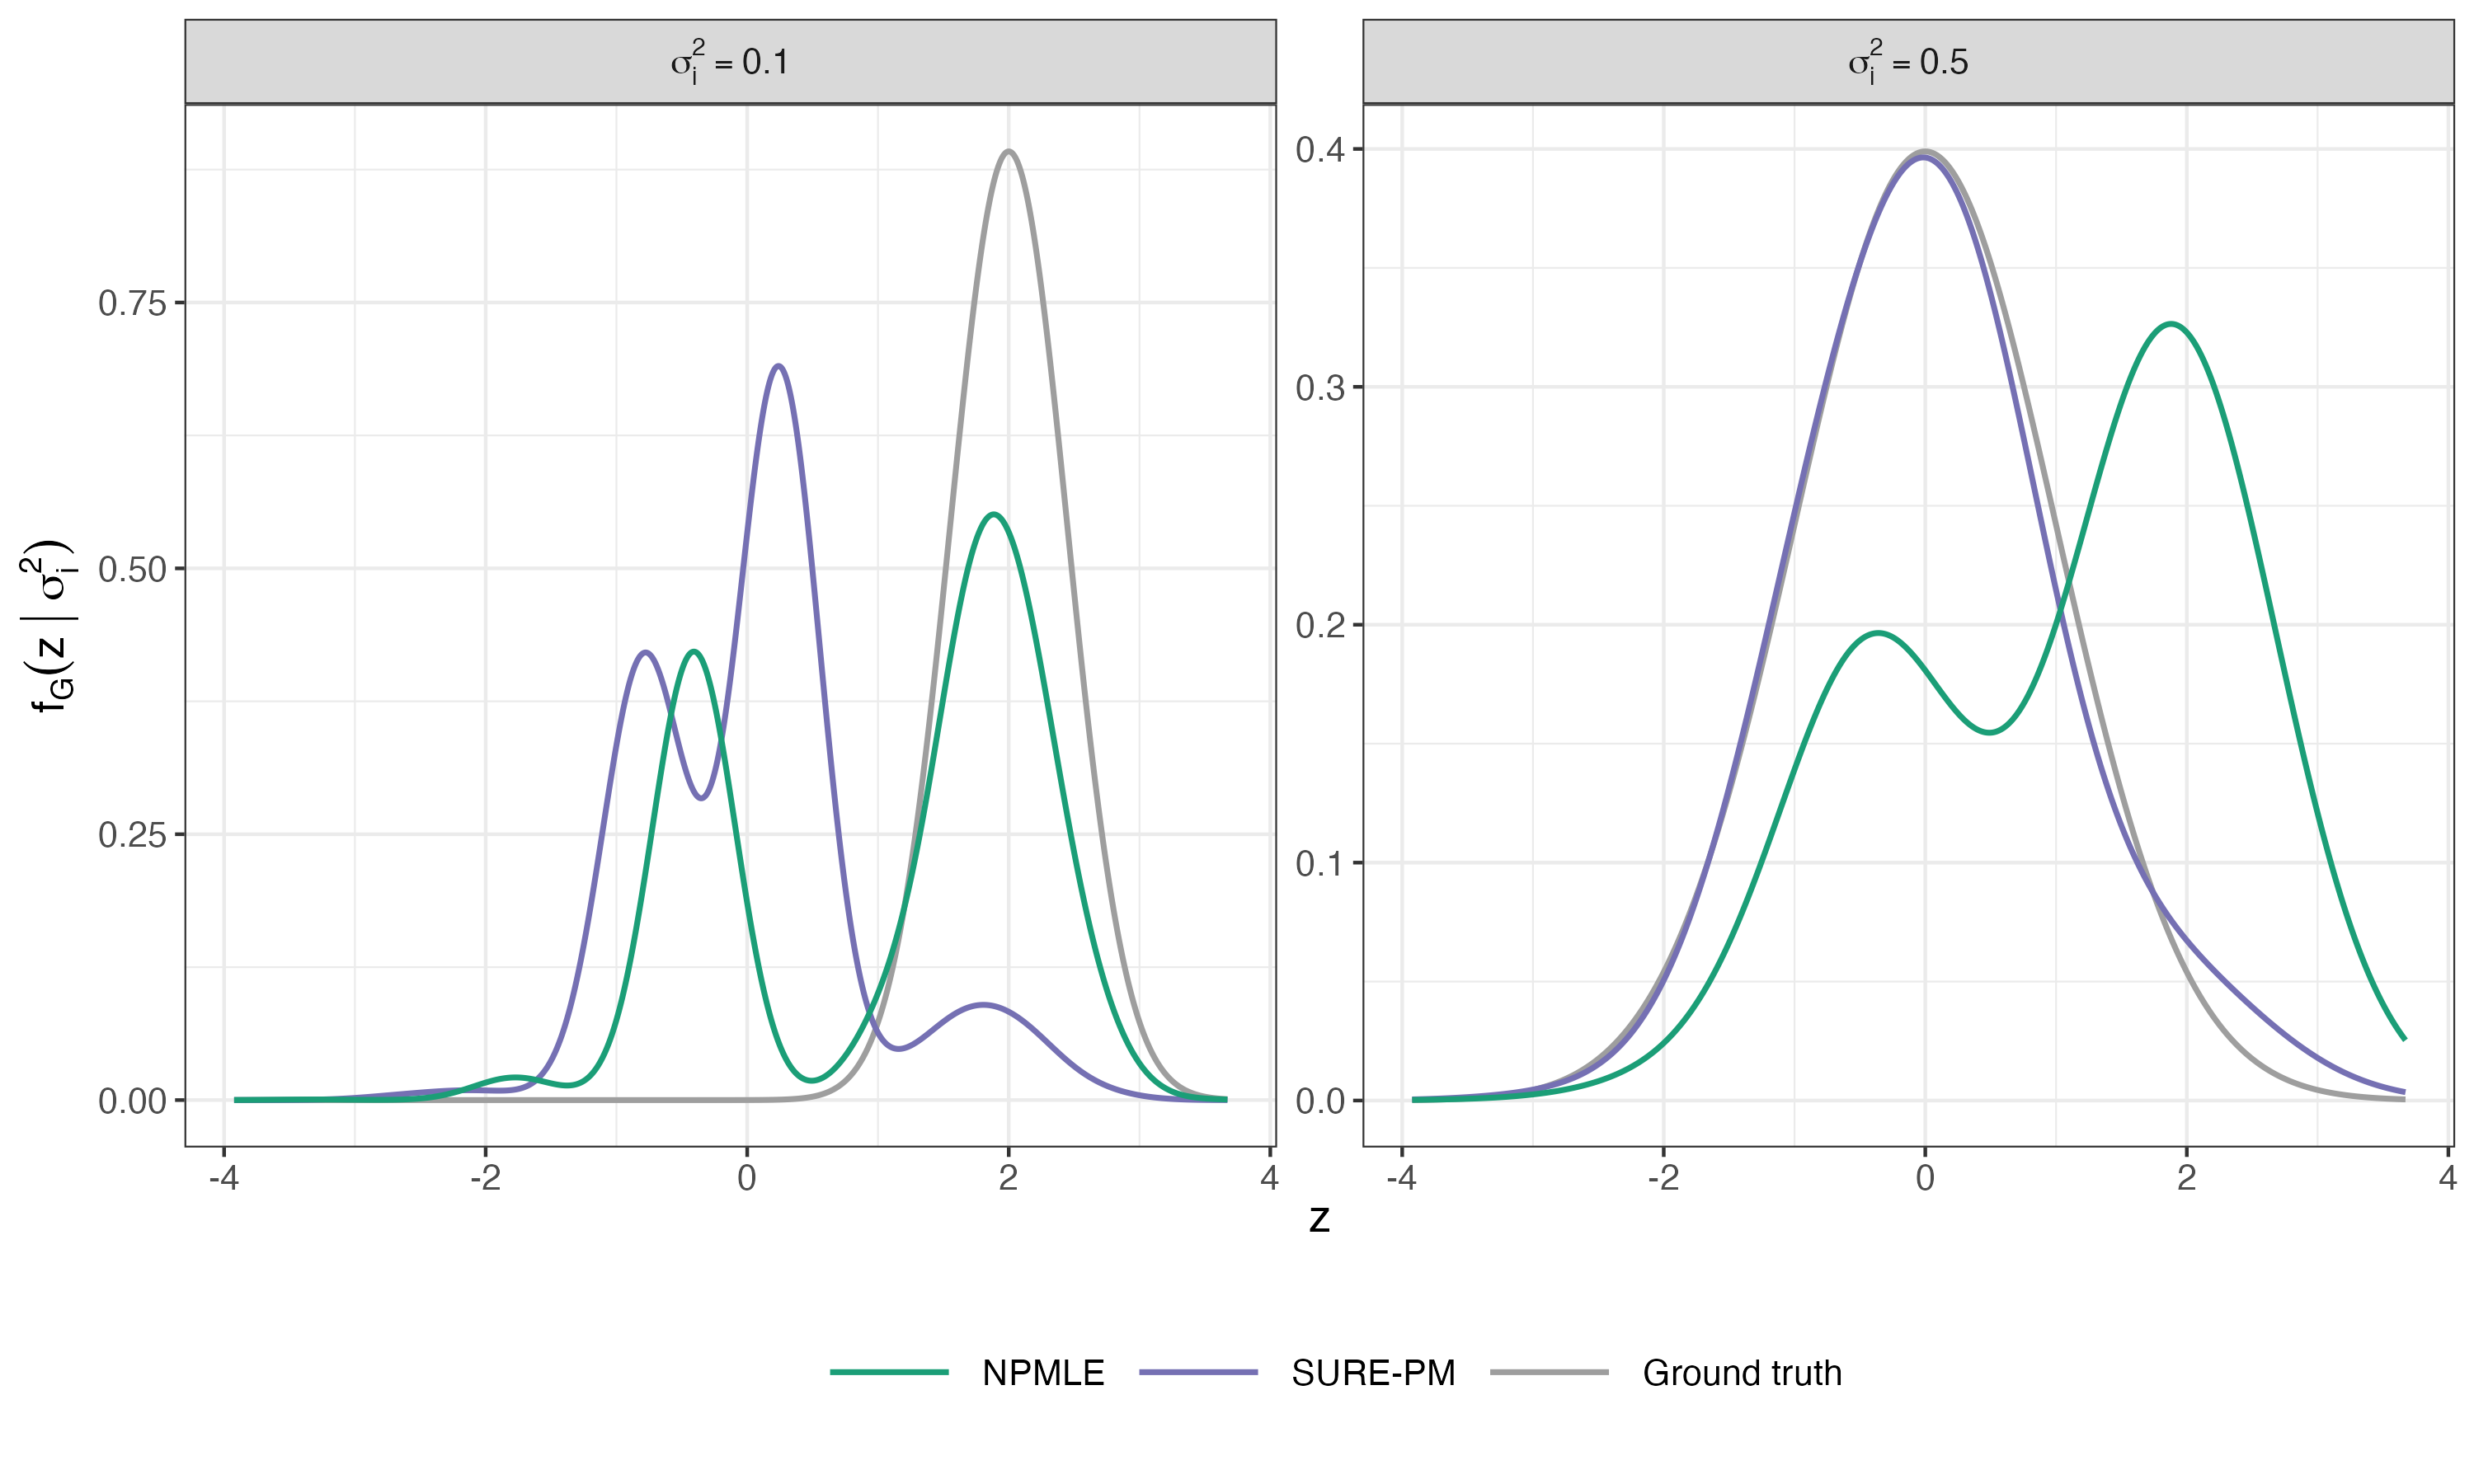 σᵢ² = 0.1
σᵢ² = 0.5
f_G(z | σᵢ²)
0.75
0.50
0.25
0.00
0.4
0.3
0.2
0.1
0.0
-4 -2 0 2 4
-4 -2 0 2 4
z
NPMLE SURE-PM Ground truth